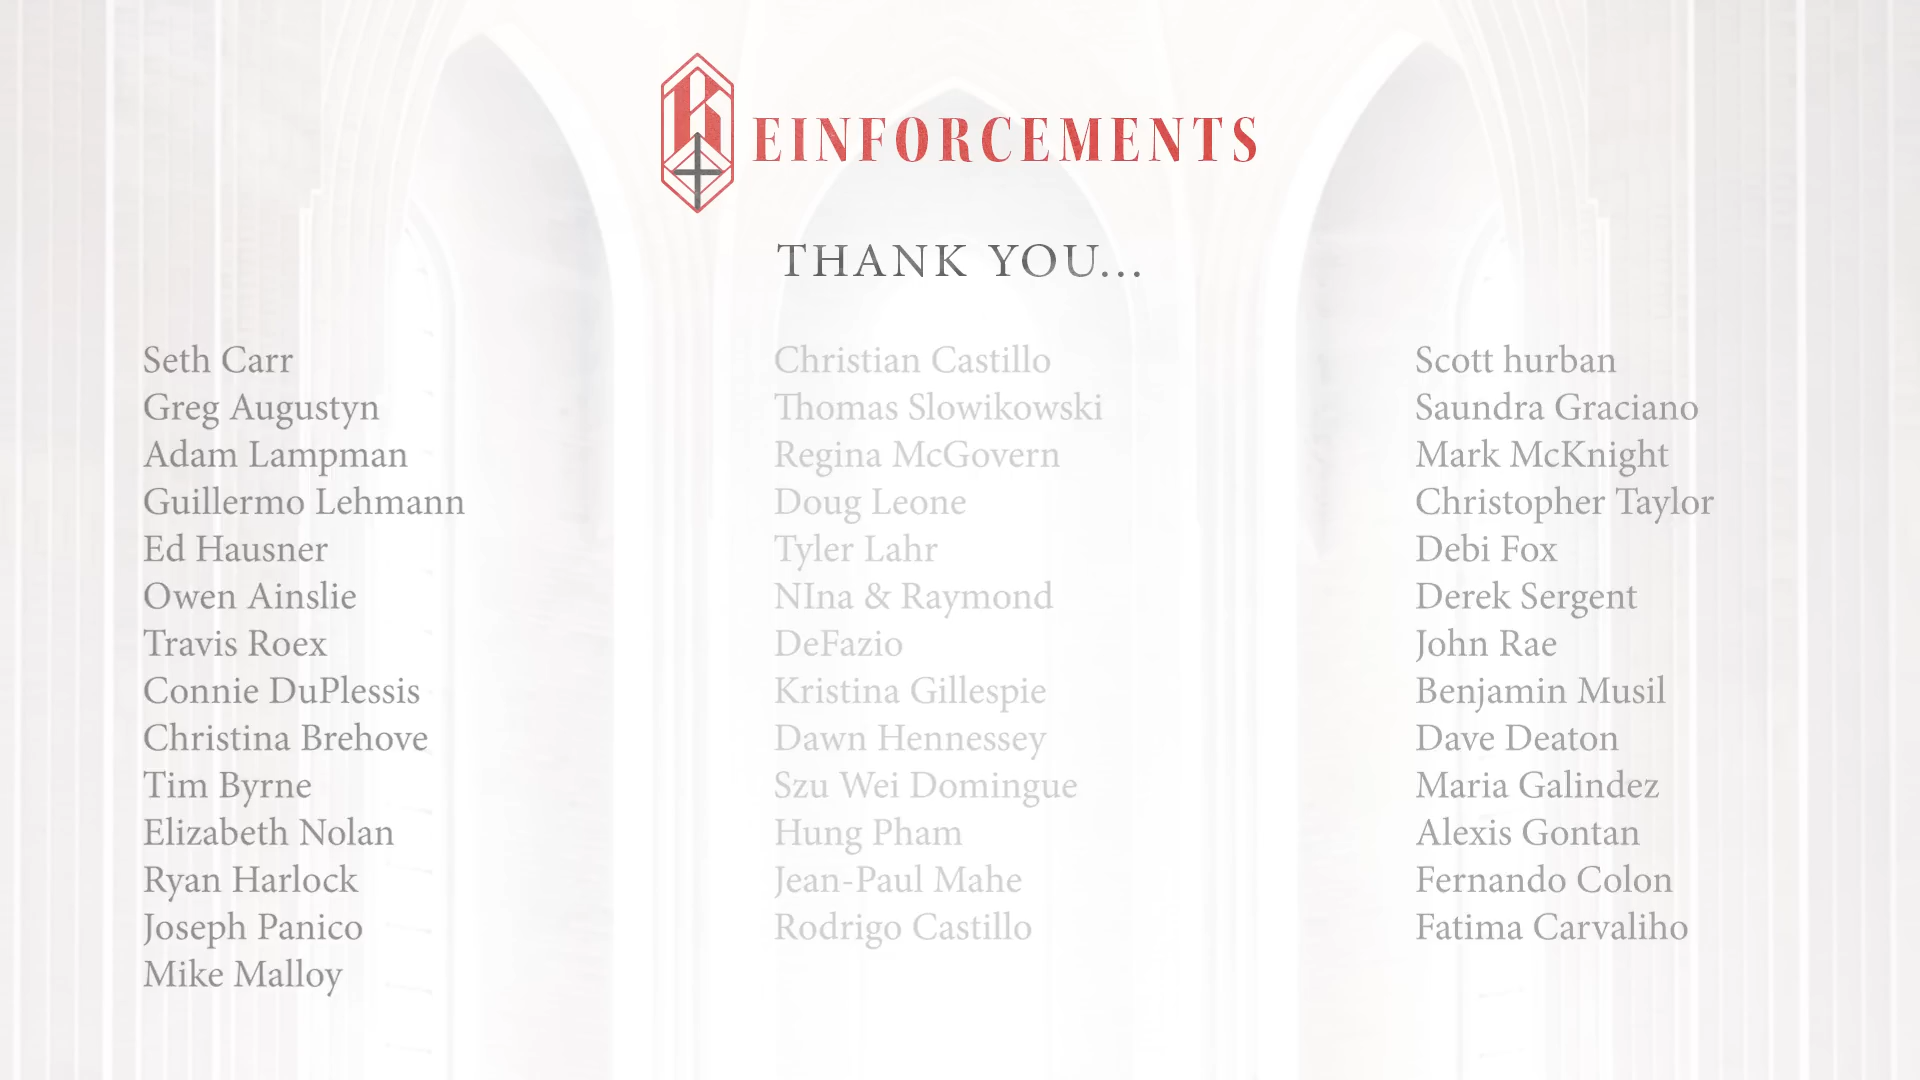 REINFORCEMENTS
THANK YOU...
Seth Carr
Greg Augustyn
Adam Lampman
Guillermo Lehmann
Ed Hausner
Owen Ainslie
Travis Roex
Connie DuPlessis
Christina Brehove
Tim Byrne
Elizabeth Nolan
Ryan Harlock
Joseph Panico
Mike Malloy
Christian Castillo
Thomas Slowikowski
Regina McGovern
Doug Leone
Tyler Lahr
NIna & Raymond
DeFazio
Kristina Gillespie
Dawn Hennessey
Szu Wei Domingue
Hung Pham
Jean-Paul Mahe
Rodrigo Castillo
Scott hurban
Saundra Graciano
Mark McKnight
Christopher Taylor
Debi Fox
Derek Sergent
John Rae
Benjamin Musil
Dave Deaton
Maria Galindez
Alexis Gontan
Fernando Colon
Fatima Carvaliho